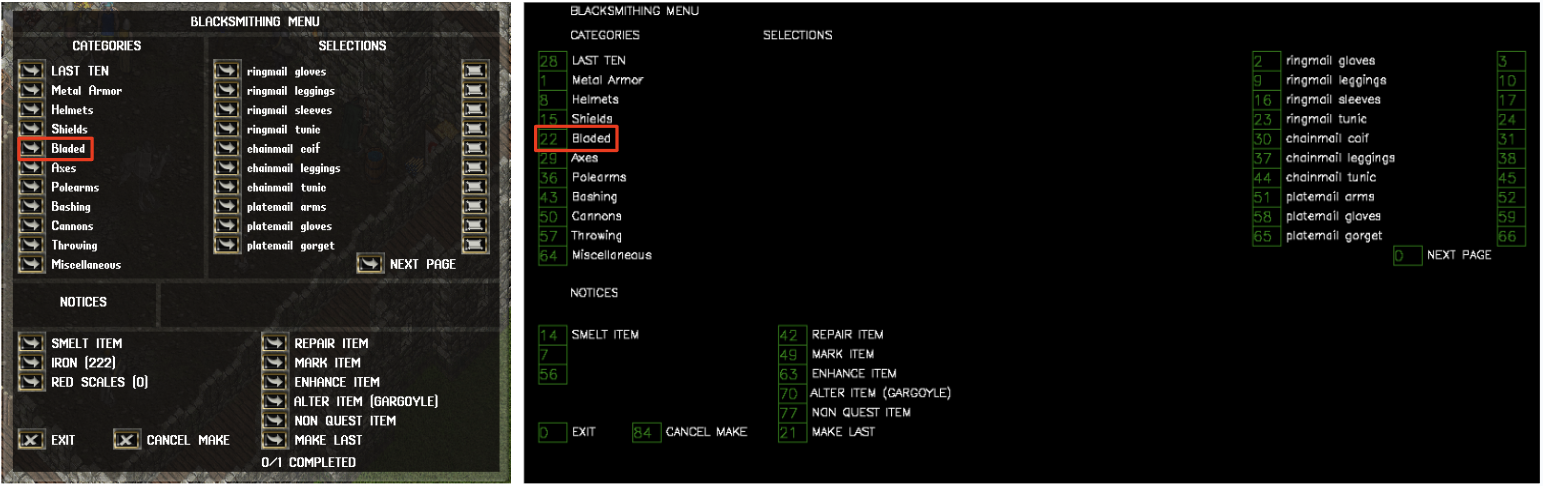 BLACKSMITHING MENU
CATEGORIES SELECTIONS
LAST TEN ringmail gloves
Metal Armor ringmail leggings
Helmets ringmail sleeves
Shields ringmail tunic
Bladed chainmail coif
Axes chainmail leggings
Polearms chainmail tunic
Bashing platemail arms
Cannons platemail gloves
Throwing platemail gorget
Miscellaneous NEXT PAGE
NOTICES
SMELT ITEM REPAIR ITEM
IRON (222) MARK ITEM
RED SCALES (0) ENHANCE ITEM
ALTER ITEM (GARGOYLE)
NON QUEST ITEM
EXIT CANCEL MAKE MAKE LAST
0/1 COMPLETED
BLACKSMITHING MENU
CATEGORIES SELECTIONS
28 LAST TEN 2 ringmail gloves 3
1 Metal Armor 9 ringmail leggings 10
8 Helmets 16 ringmail sleeves 17
15 Shields 23 ringmail tunic 24
22 Bladed 30 chainmail coif 31
29 Axes 37 chainmail leggings 38
36 Polearms 44 chainmail tunic 45
43 Bashing 51 platemail arms 52
50 Cannons 58 platemail gloves 59
57 Throwing 65 platemail gorget 66
64 Miscellaneous 0 NEXT PAGE
NOTICES
14 SMELT ITEM 42 REPAIR ITEM
7 49 MARK ITEM
56 63 ENHANCE ITEM
70 ALTER ITEM (GARGOYLE)
77 NON QUEST ITEM
0 EXIT 84 CANCEL MAKE 21 MAKE LAST